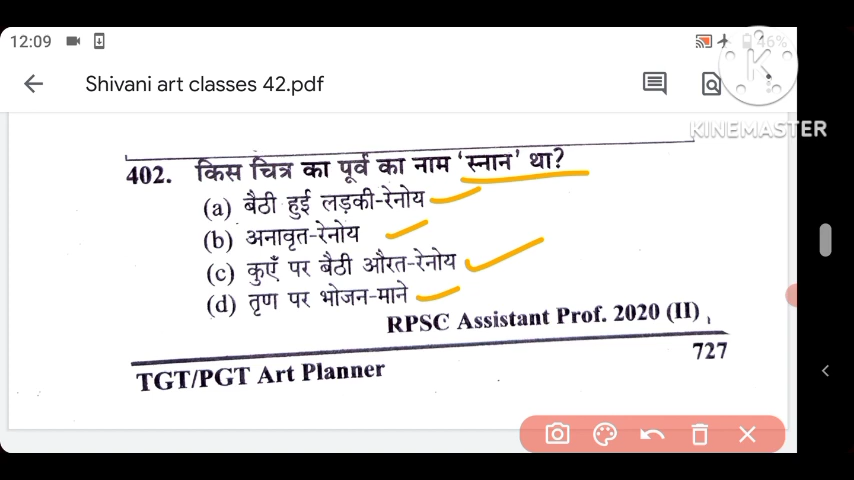 12:09
46%
Shivani art classes 42.pdf
KINEMASTER
402. किस चित्र का पूर्व का नाम 'स्नान' था?
(a) बैठी हुई लड़की-रेनोय
(b) अनावृत-रेनोय
(c) कुएँ पर बैठी औरत-रेनोय
(d) तृण पर भोजन-माने
RPSC Assistant Prof. 2020 (II)
727
TGT/PGT Art Planner